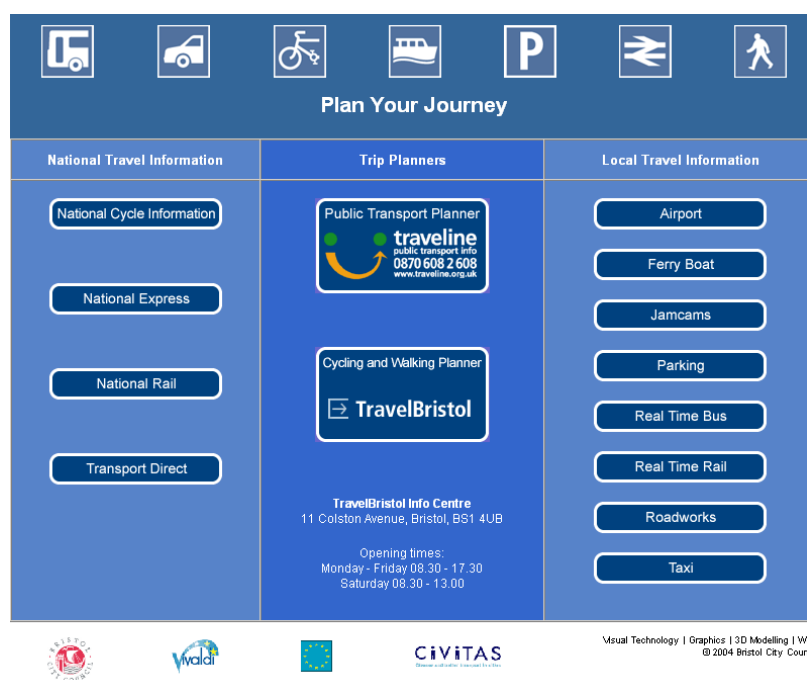 P
Plan Your Journey
National Travel Information
Trip Planners
Local Travel Information
National Cycle Information
National Express
National Rail
Transport Direct
Public Transport Planner
traveline
public transport info
0870 608 2 608
www.traveline.org.uk
Cycling and Walking Planner
TravelBristol
TravelBristol Info Centre
11 Colston Avenue, Bristol, BS1 4UB
Opening times:
Monday - Friday 08.30 - 17.30
Saturday 08.30 - 13.00
Airport
Ferry Boat
Jamcams
Parking
Real Time Bus
Real Time Rail
Roadworks
Taxi
BRISTOL
CITY COUNCIL
Vivaldi
CiViTAS
Visual Technology | Graphics | 3D Modelling | W
© 2004 Bristol City Coun